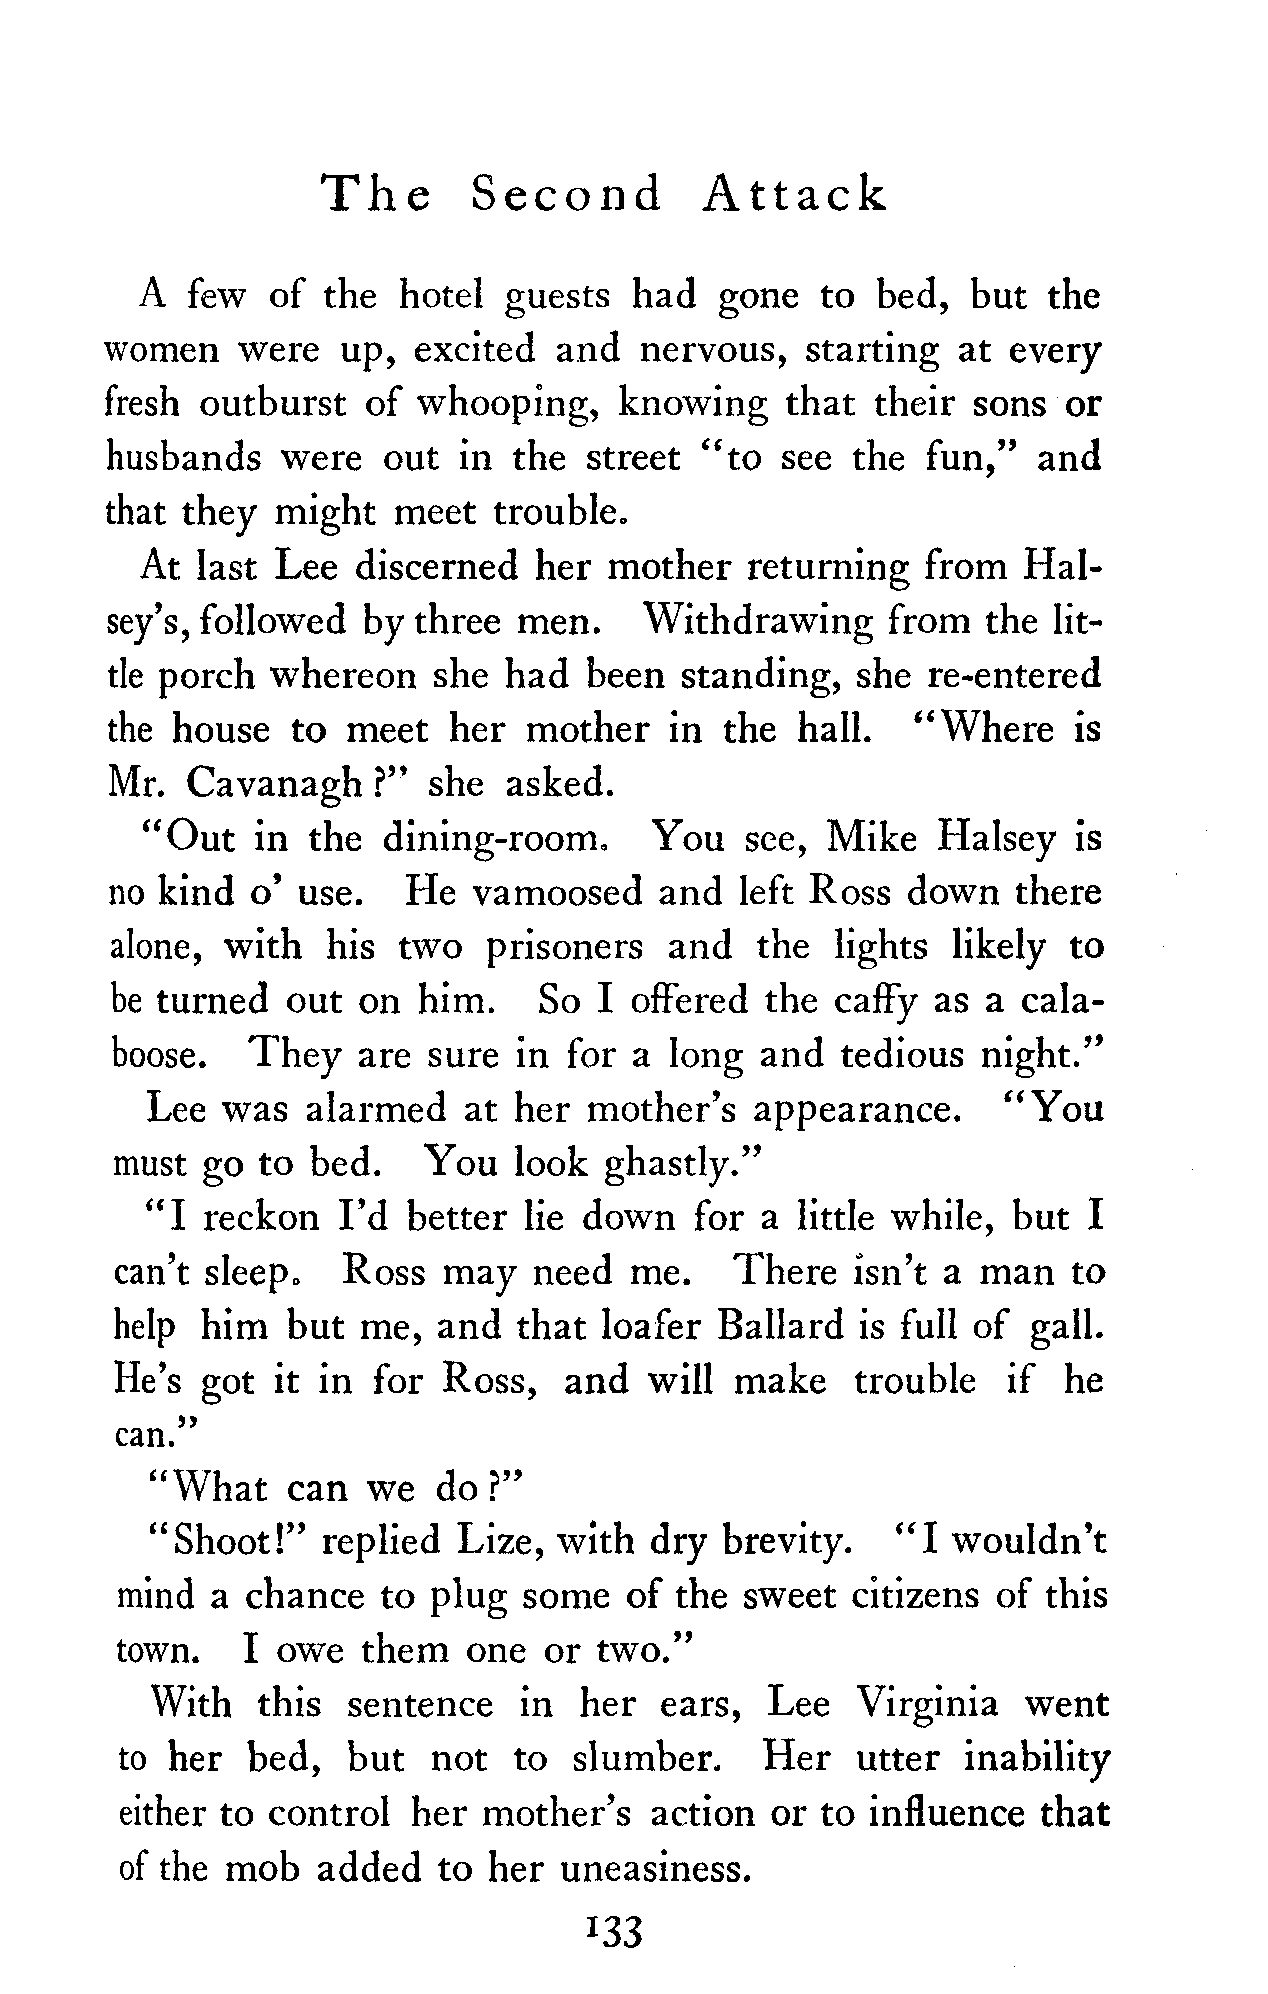 The Second Attack
A few of the hotel guests had gone to bed, but the
women were up, excited and nervous, starting at every
fresh outburst of whooping, knowing that their sons or
husbands were out in the street "to see the fun," and
that they might meet trouble.
At last Lee discerned her mother returning from Hal-
sey's, followed by three men. Withdrawing from the lit-
tle porch whereon she had been standing, she re-entered
the house to meet her mother in the hall. "Where is
Mr. Cavanagh?" she asked.
"Out in the dining-room. You see, Mike Halsey is
no kind o' use. He vamoosed and left Ross down there
alone, with his two prisoners and the lights likely to
be turned out on him. So I offered the caffy as a cala-
boose. They are sure in for a long and tedious night."
Lee was alarmed at her mother's appearance. "You
must go to bed. You look ghastly."
"I reckon I'd better lie down for a little while, but I
can't sleep. Ross may need me. There isn't a man to
help him but me, and that loafer Ballard is full of gall.
He's got it in for Ross, and will make trouble if he
can."
"What can we do?"
"Shoot!" replied Lize, with dry brevity. "I wouldn't
mind a chance to plug some of the sweet citizens of this
town. I owe them one or two."
With this sentence in her ears, Lee Virginia went
to her bed, but not to slumber. Her utter inability
either to control her mother's action or to influence that
of the mob added to her uneasiness.
133